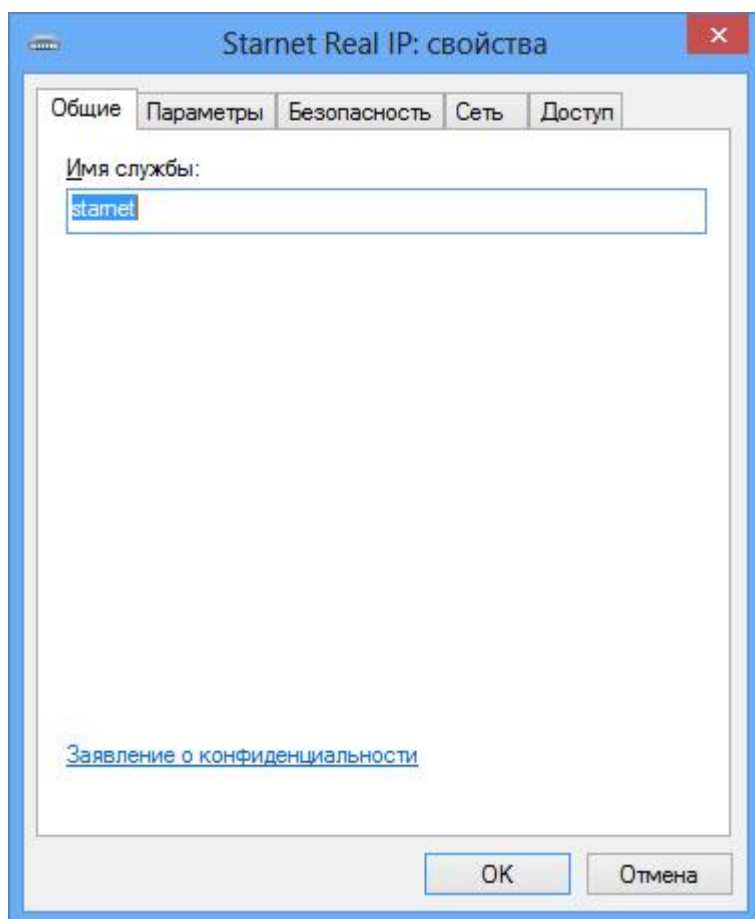 Starnet Real IP: свойства
Общие Параметры Безопасность Сеть Доступ
Имя службы:
starnet
Заявление о конфиденциальности
OK Отмена